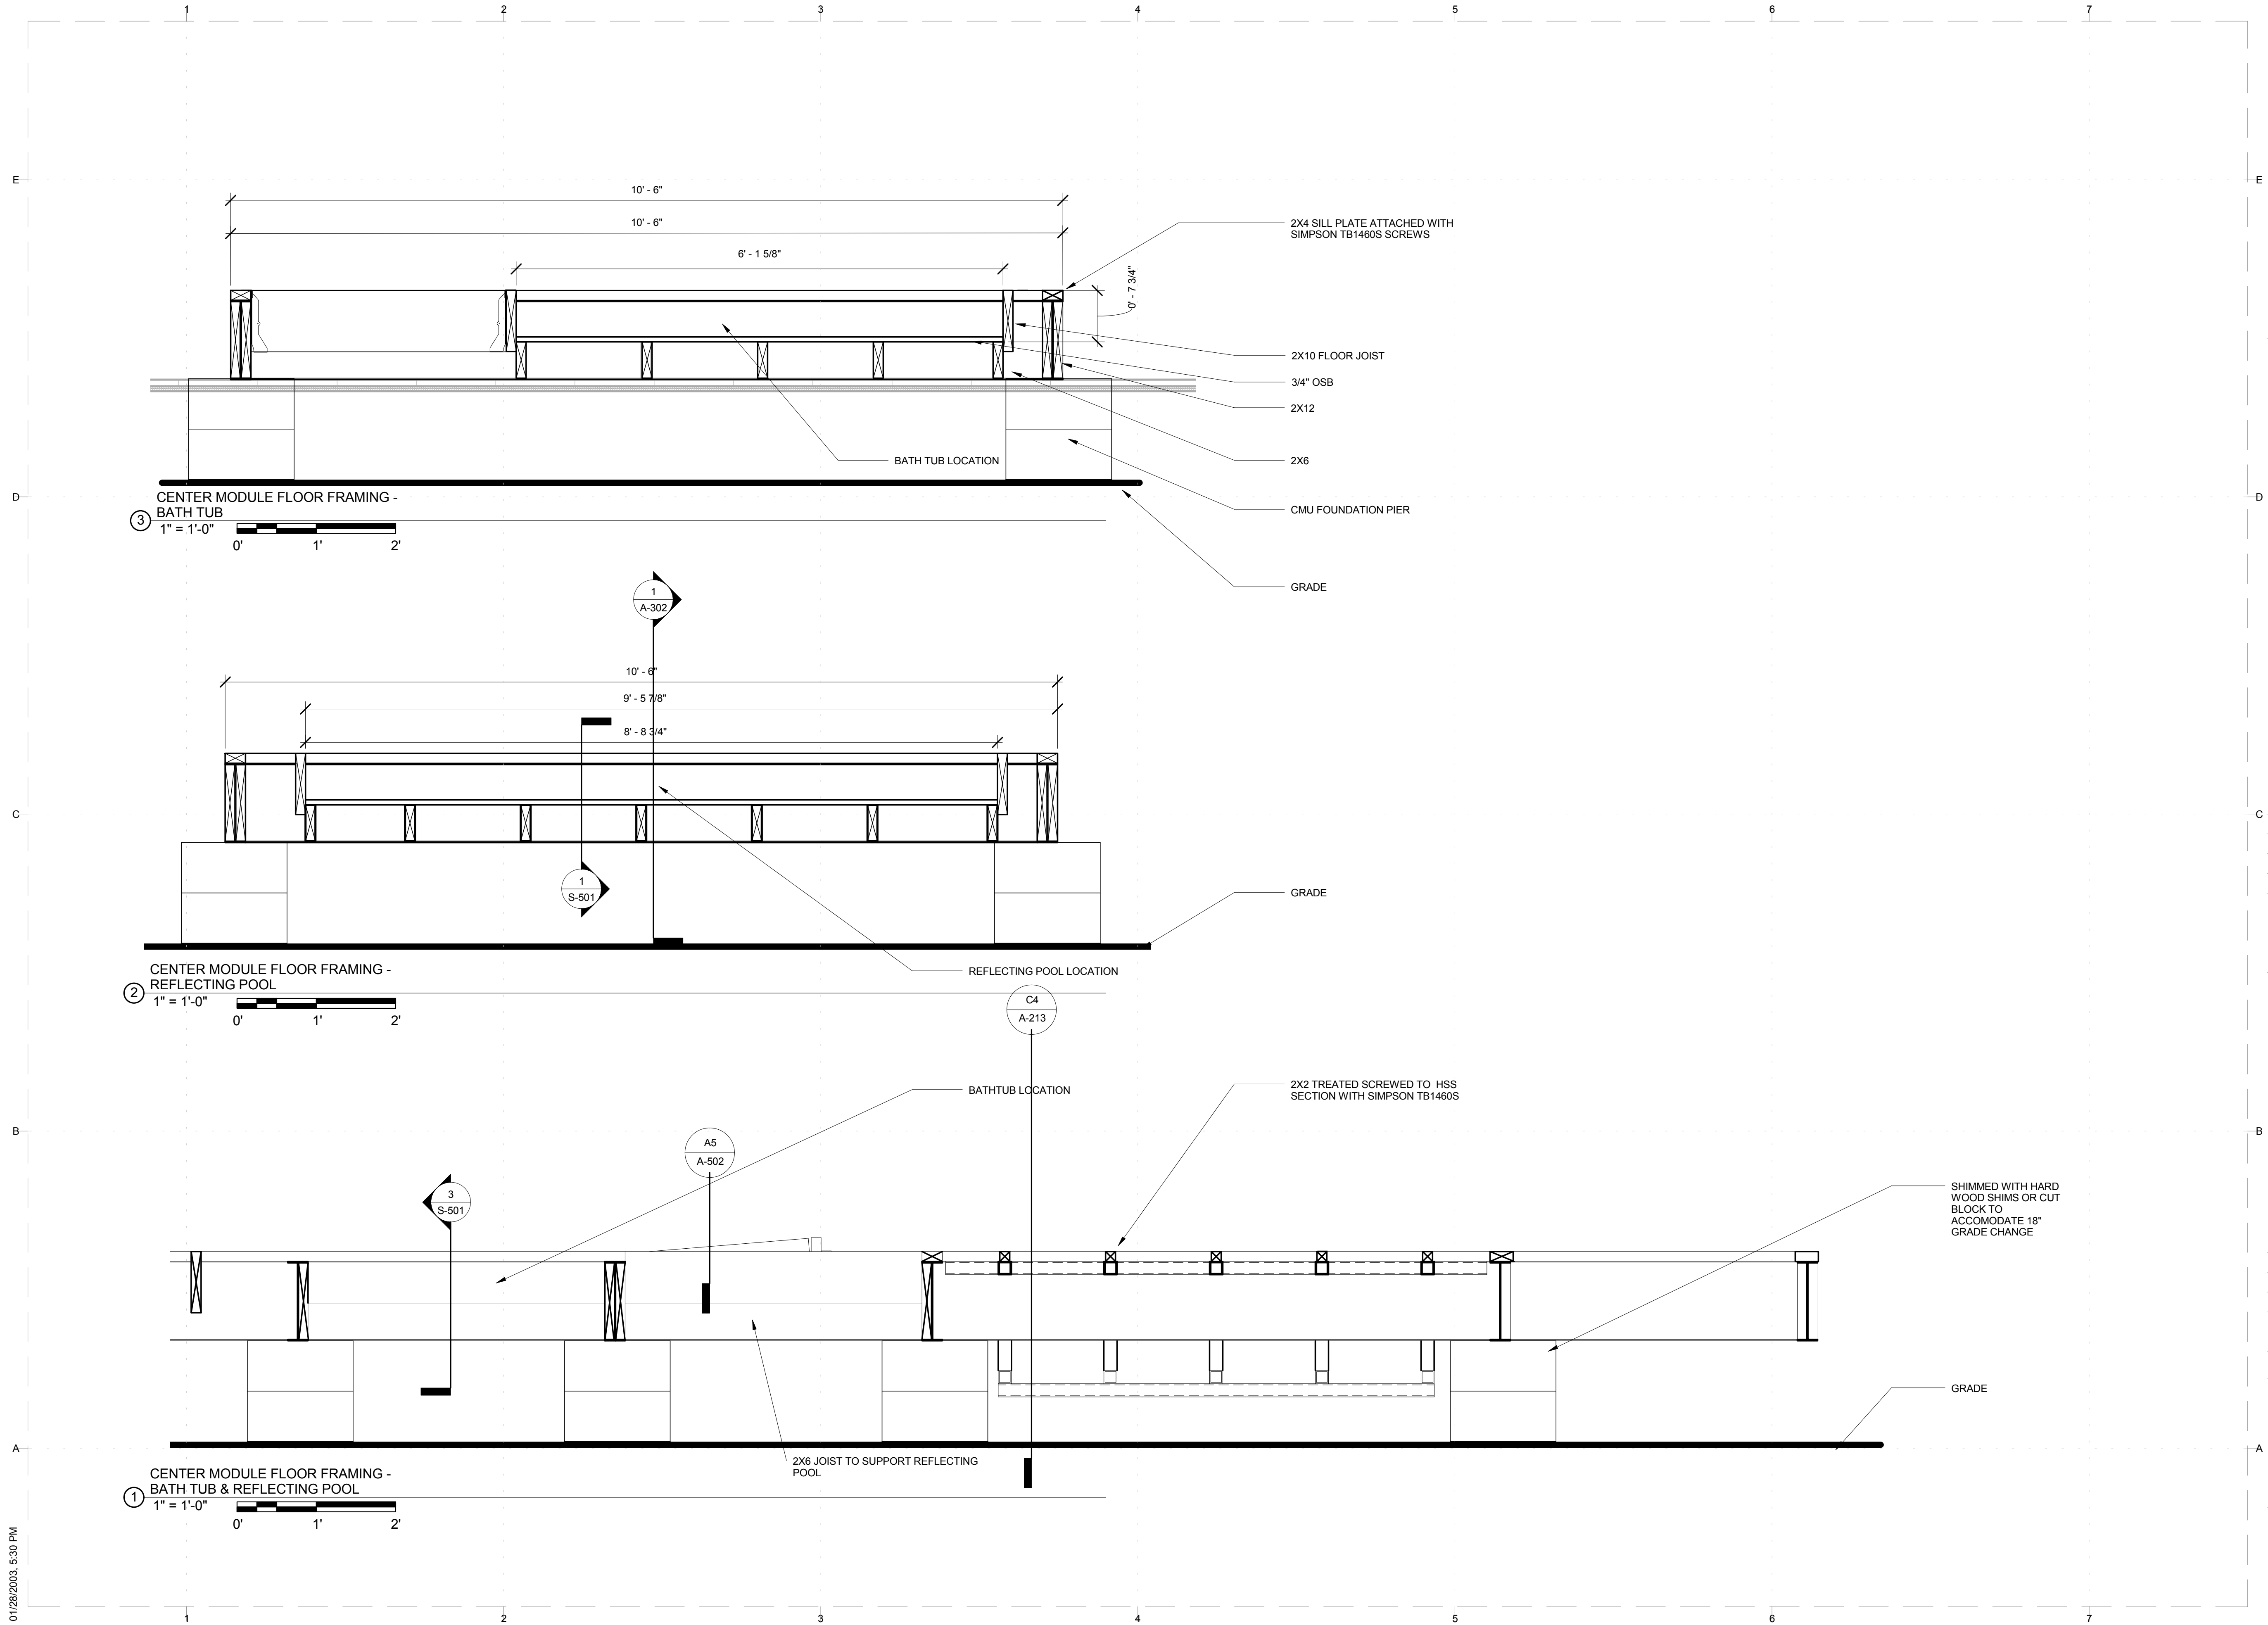 1 2 3 4 5 6 7
E E
10' - 6"
10' - 6"
6' - 1 5/8"
0' - 7 3/4"
2X4 SILL PLATE ATTACHED WITH
SIMPSON TB1460S SCREWS
2X10 FLOOR JOIST
3/4" OSB
2X12
BATH TUB LOCATION
2X6
D D
CMU FOUNDATION PIER
GRADE
CENTER MODULE FLOOR FRAMING -
BATH TUB
3
1" = 1'-0"
0' 1' 2'
1
A-302
10' - 6"
9' - 5 7/8"
8' - 8 3/4"
C C
1
S-501
GRADE
REFLECTING POOL LOCATION
CENTER MODULE FLOOR FRAMING -
REFLECTING POOL
2
1" = 1'-0"
0' 1' 2'
C4
A-213
BATHTUB LOCATION
2X2 TREATED SCREWED TO HSS
SECTION WITH SIMPSON TB1460S
B B
A5
A-502
3
S-501
SHIMMED WITH HARD
WOOD SHIMS OR CUT
BLOCK TO
ACCOMODATE 18"
GRADE CHANGE
GRADE
A A
2X6 JOIST TO SUPPORT REFLECTING
POOL
CENTER MODULE FLOOR FRAMING -
BATH TUB & REFLECTING POOL
1
1" = 1'-0"
0' 1' 2'
01/28/2003, 5:30 PM
1 2 3 4 5 6 7